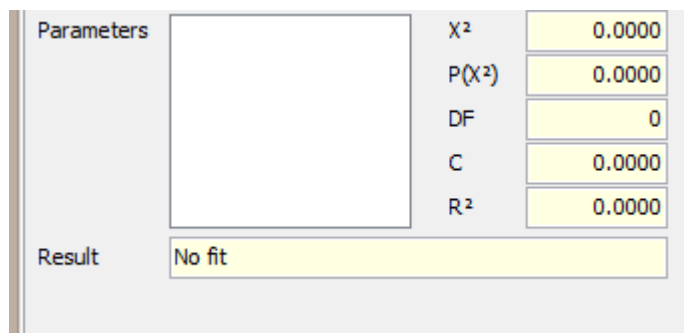 Parameters X² 0.0000
P(X²) 0.0000
DF 0
C 0.0000
R² 0.0000
Result No fit